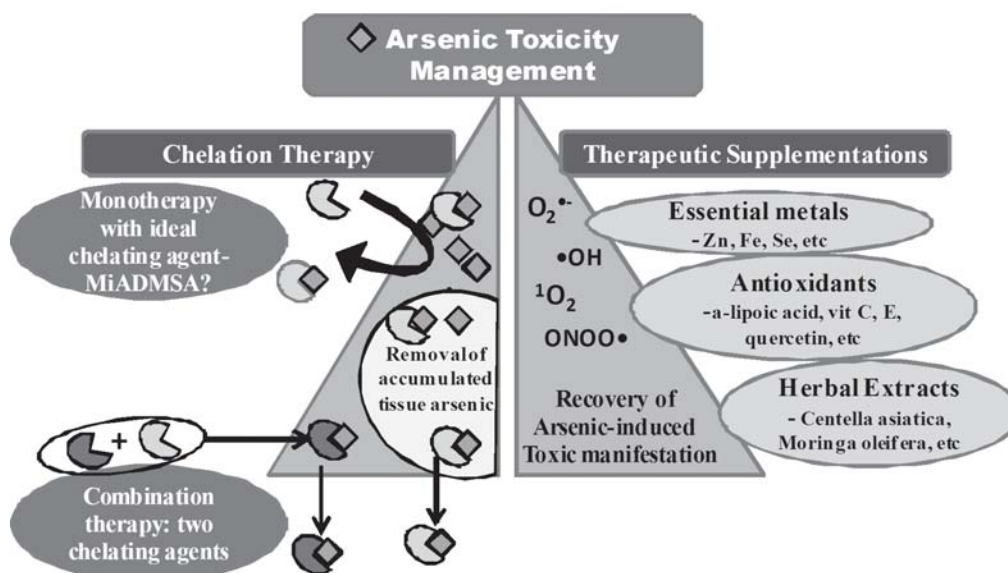 Arsenic Toxicity
Management
Chelation Therapy
Monotherapy
with ideal
chelating agent-
MiADMSA?
Removal of
accumulated
tissue arsenic
+
Combination
therapy: two
chelating agents
Therapeutic Supplementations
O₂•-
•OH
¹O₂
ONOO•
Recovery of
Arsenic-induced
Toxic manifestation
Essential metals
-Zn, Fe, Se, etc
Antioxidants
-a-lipoic acid, vit C, E,
quercetin, etc
Herbal Extracts
- Centella asiatica,
Moringa oleifera, etc